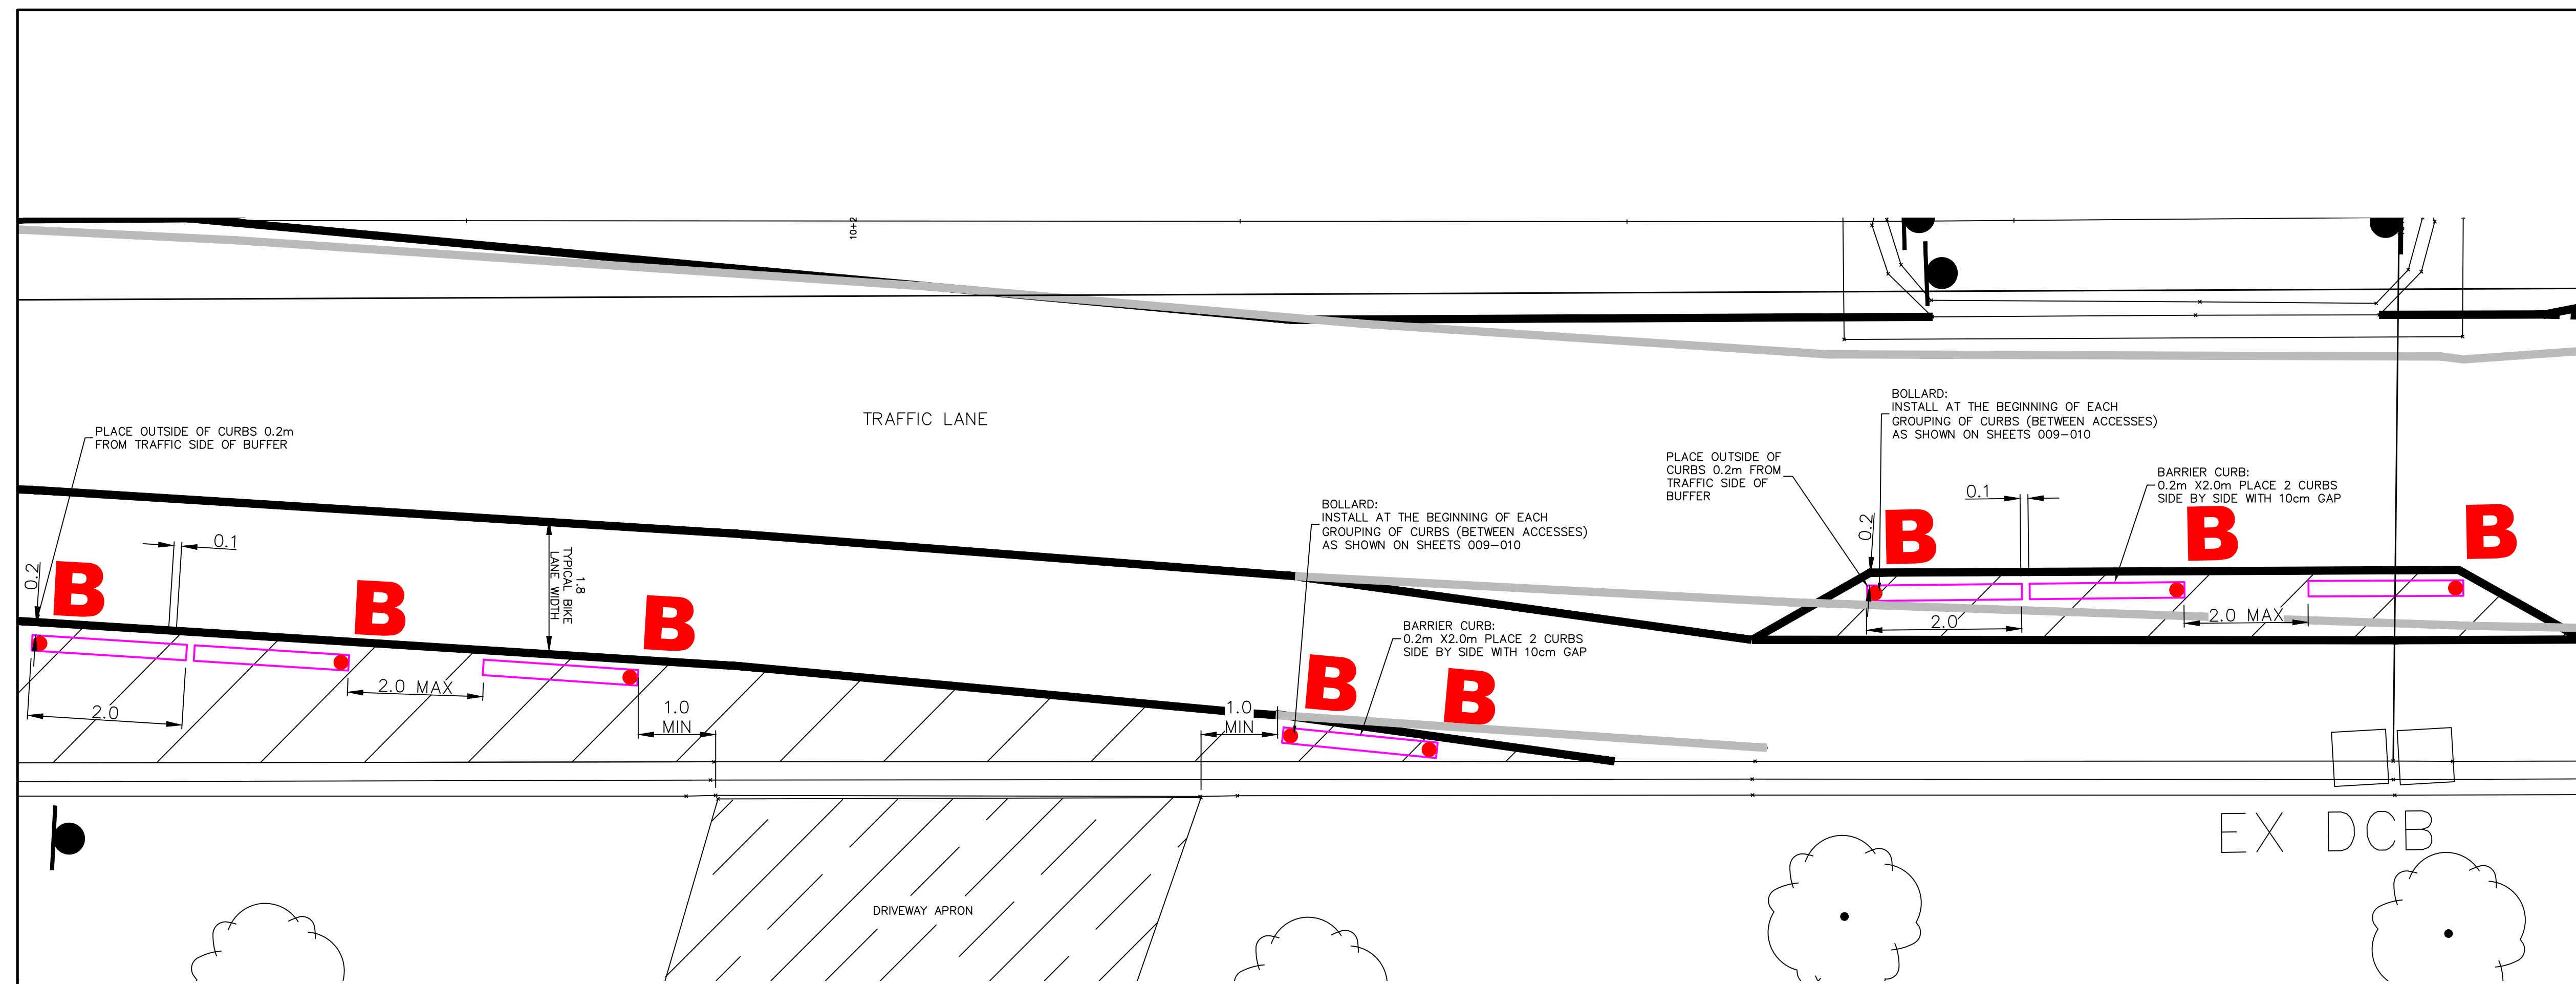 10+2
TRAFFIC LANE
PLACE OUTSIDE OF CURBS 0.2m
FROM TRAFFIC SIDE OF BUFFER
0.2
B
0.1
2.0
B
2.0 MAX
1.8
TYPICAL BIKE
LANE WIDTH
B
1.0
MIN
1.0
MIN
BOLLARD:
INSTALL AT THE BEGINNING OF EACH
GROUPING OF CURBS (BETWEEN ACCESSES)
AS SHOWN ON SHEETS 009-010
BARRIER CURB:
0.2m X2.0m PLACE 2 CURBS
SIDE BY SIDE WITH 10cm GAP
B
B
PLACE OUTSIDE OF
CURBS 0.2m FROM
TRAFFIC SIDE OF
BUFFER
BOLLARD:
INSTALL AT THE BEGINNING OF EACH
GROUPING OF CURBS (BETWEEN ACCESSES)
AS SHOWN ON SHEETS 009-010
0.2
B
0.1
BARRIER CURB:
0.2m X2.0m PLACE 2 CURBS
SIDE BY SIDE WITH 10cm GAP
B
B
2.0
2.0 MAX
EX DCB
DRIVEWAY APRON